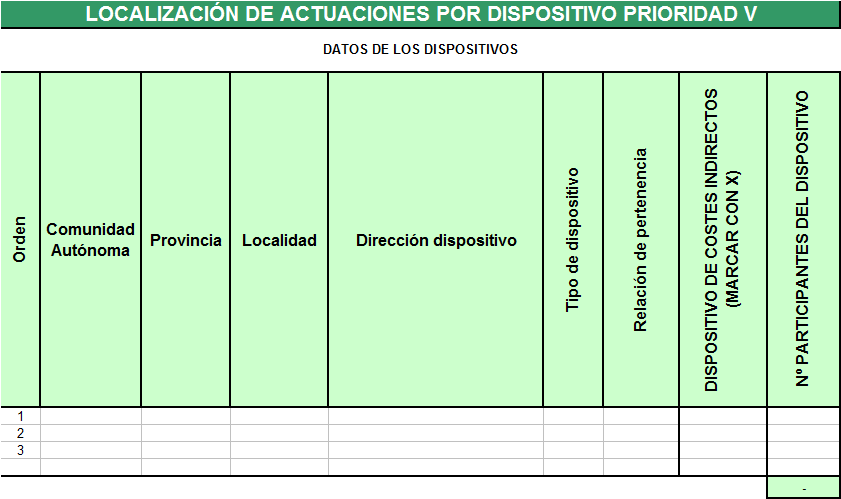 LOCALIZACIÓN DE ACTUACIONES POR DISPOSITIVO PRIORIDAD V
DATOS DE LOS DISPOSITIVOS
Orden
Comunidad
Autónoma
Provincia
Localidad
Dirección dispositivo
Tipo de dispositivo
Relación de pertenencia
DISPOSITIVO DE COSTES INDIRECTOS
(MARCAR CON X)
Nº PARTICIPANTES DEL DISPOSITIVO
1
2
3
-